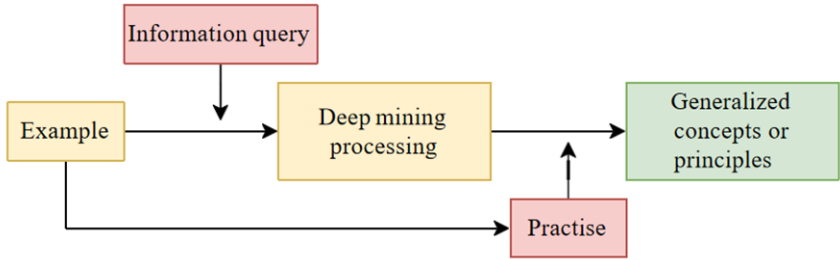 Information query
Example
Deep mining
processing
Generalized
concepts or
principles
Practise